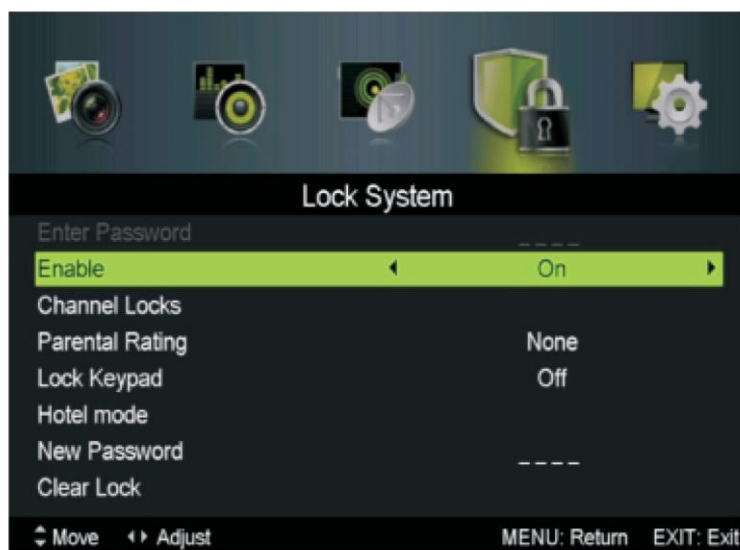 Lock System
Enter Password _ _ _ _
Enable On
Channel Locks
Parental Rating None
Lock Keypad Off
Hotel mode
New Password _ _ _ _
Clear Lock
Move Adjust MENU: Return EXIT: Exit